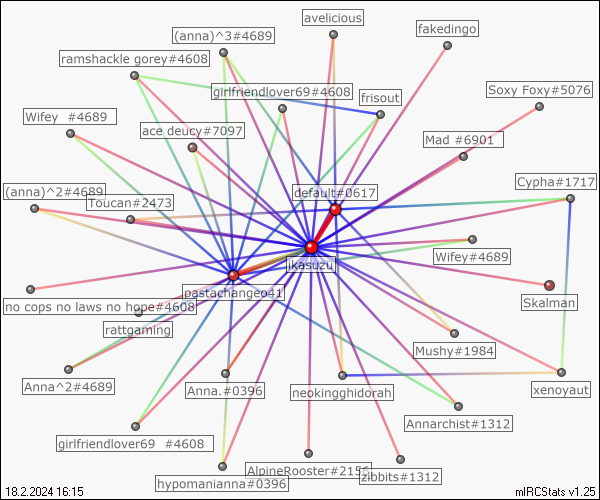 avelicious
fakedingo
(anna)^3#4689
ramshackle gorey#4608
girlfriendlover69#4608
frisout
Soxy Foxy#5076
Wifey  #4689
ace deucy#7097
Mad #6901
Cypha#1717
(anna)^2#4689
Toucan#2473
default#0617
Wifey#4689
jkasuzu
pastachangeo41
no cops no laws no hope#4608
Skalman
rattgaming
Mushy#1984
Anna^2#4689
Anna.#0396
neokingghidorah
xenoyaut
Annarchist#1312
girlfriendlover69  #4608
AlpineRooster#2156
zibbits#1312
hypomanianna#0396
18.2.2024 16:15
mIRCStats v1.25